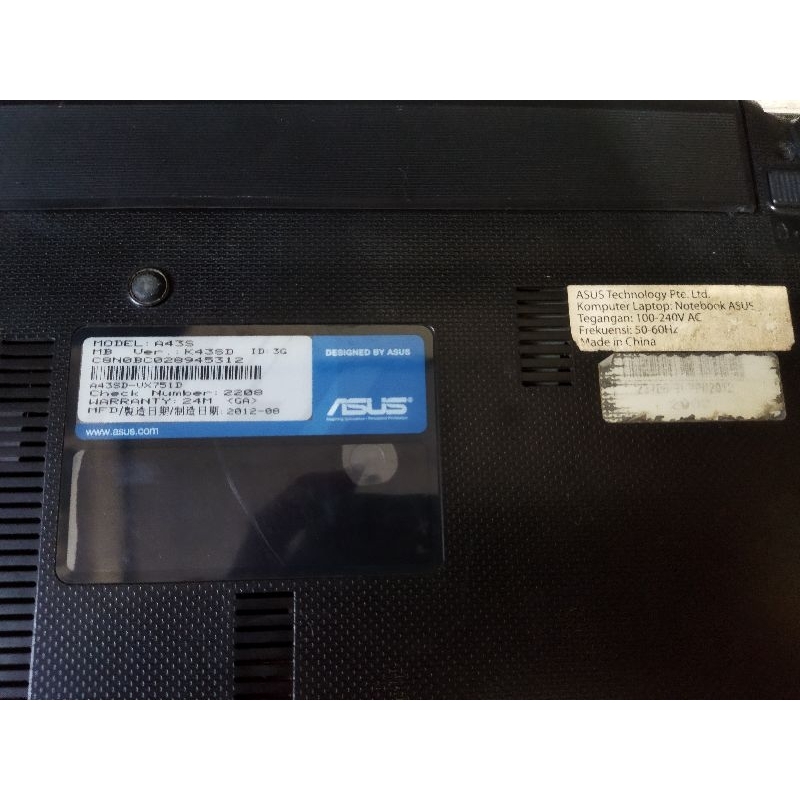 MODEL: A43S
MB Ver.: K43SD ID 3G
C8N0BC028945312
A43SD-VX751D
Check Number: 2208
WARRANTY: 24M <GA>
MFD/製造日期/制造日期: 2012-08
DESIGNED BY ASUS
ASUS
www.asus.com
ASUS Technology Pte. Ltd.
Komputer Laptop: Notebook ASUS
Tegangan: 100-240V AC
Frekuensi: 50-60Hz
Made in China